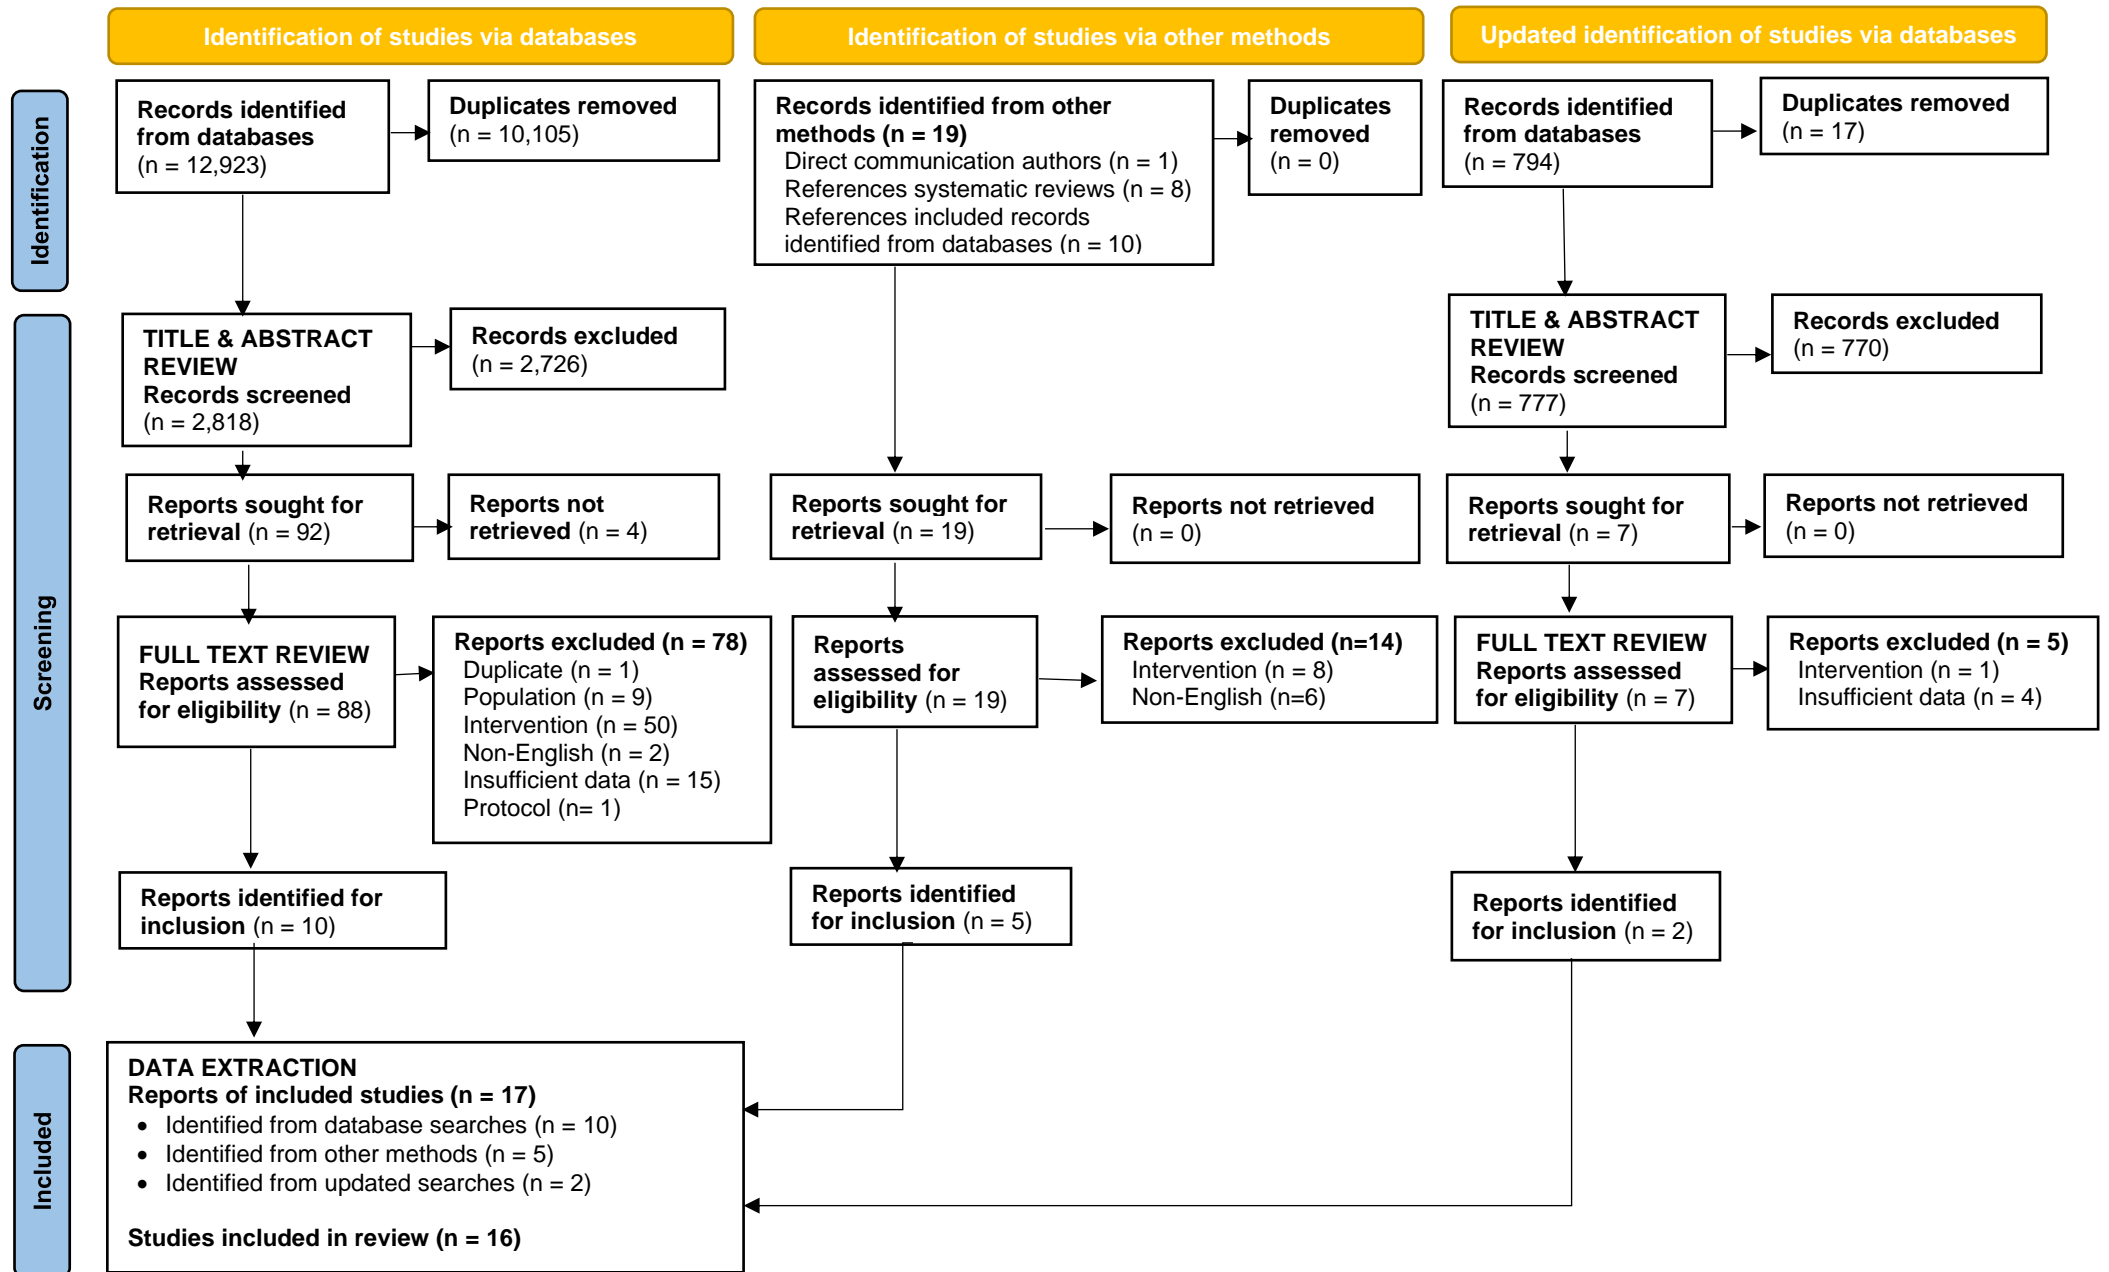 Identification of studies via databases
Identification of studies via other methods
Updated identification of studies via databases
Identification
Records identified
from databases
(n = 12,923)
Duplicates removed
(n = 10,105)
Records identified from other
methods (n = 19)
Direct communication authors (n = 1)
References systematic reviews (n = 8)
References included records
identified from databases (n = 10)
Duplicates
removed
(n = 0)
Records identified
from databases
(n = 794)
Duplicates removed
(n = 17)
Screening
TITLE & ABSTRACT
REVIEW
Records screened
(n = 2,818)
Records excluded
(n = 2,726)
TITLE & ABSTRACT
REVIEW
Records screened
(n = 777)
Records excluded
(n = 770)
Reports sought for
retrieval (n = 92)
Reports not
retrieved (n = 4)
Reports sought for
retrieval (n = 19)
Reports not retrieved
(n = 0)
Reports sought for
retrieval (n = 7)
Reports not retrieved
(n = 0)
FULL TEXT REVIEW
Reports assessed
for eligibility (n = 88)
Reports excluded (n = 78)
Duplicate (n = 1)
Population (n = 9)
Intervention (n = 50)
Non-English (n = 2)
Insufficient data (n = 15)
Protocol (n= 1)
Reports
assessed for
eligibility (n = 19)
Reports excluded (n=14)
Intervention (n = 8)
Non-English (n=6)
FULL TEXT REVIEW
Reports assessed
for eligibility (n = 7)
Reports excluded (n = 5)
Intervention (n = 1)
Insufficient data (n = 4)
Reports identified for
inclusion (n = 10)
Reports identified
for inclusion (n = 5)
Reports identified
for inclusion (n = 2)
Included
DATA EXTRACTION
Reports of included studies (n = 17)
• Identified from database searches (n = 10)
• Identified from other methods (n = 5)
• Identified from updated searches (n = 2)
Studies included in review (n = 16)